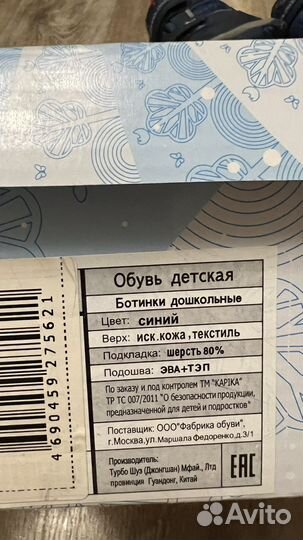 Обувь детская
Ботинки дошкольные
Цвет: синий
Верх: иск.кожа,текстиль
Подкладка: шерсть 80%
Подошва: ЭВА+ТЭП
По заказу и под контролем ТМ "KAPIKA"
ТР ТС 007/2011 "О безопасности продукции,
предназначенной для детей и подростков"
Поставщик: ООО"Фабрика обуви",
г.Москва,ул.Маршала Федоренко,д.3/1
Производитель:
Турбо Шуз (Джонгшан) Мфай., Лтд
провинция Гуандонг, Китай
EAC
4 690459 275621
Avito